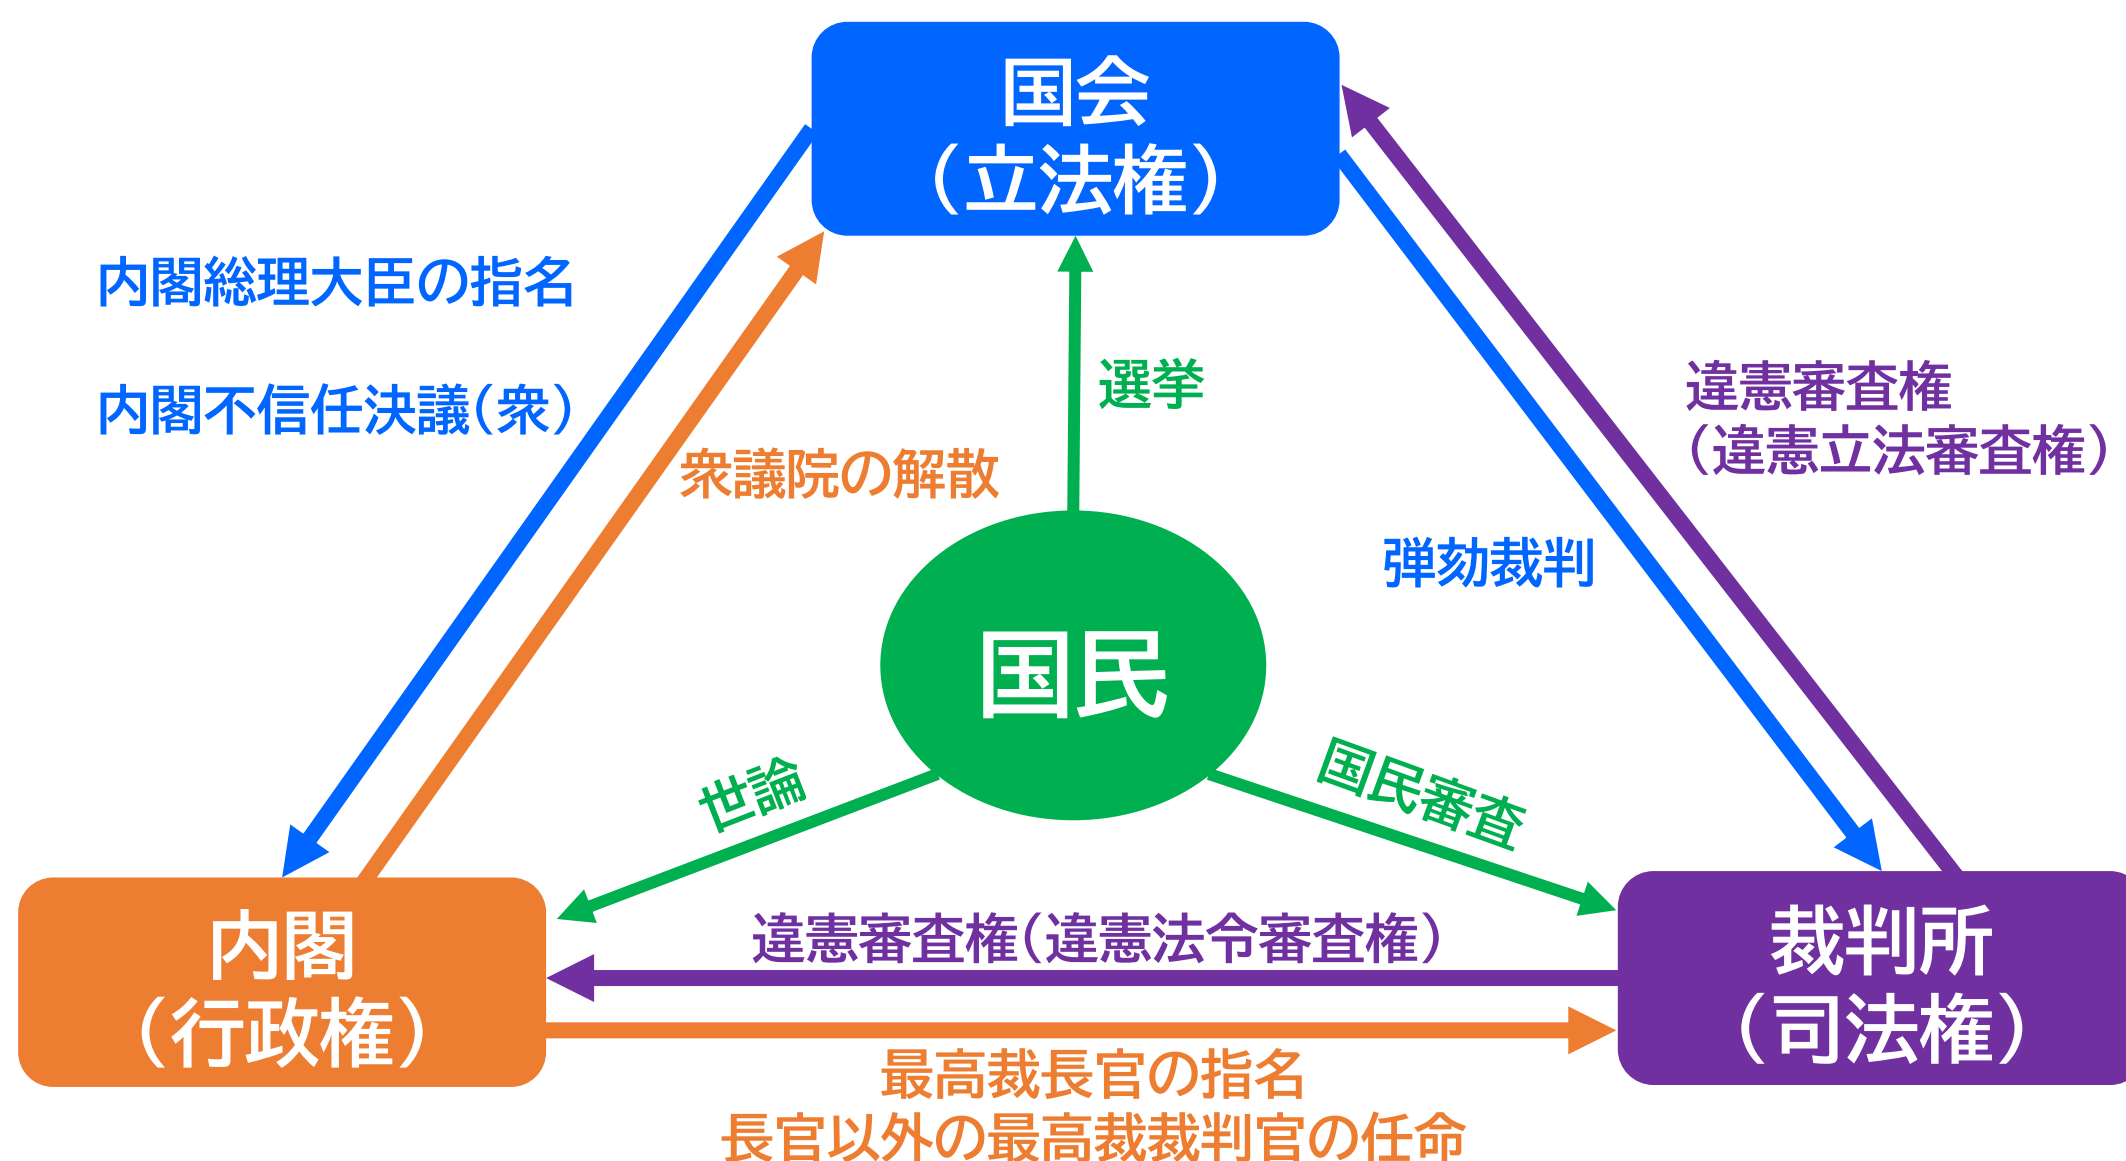 国会
（立法権）
内閣総理大臣の指名
内閣不信任決議（衆）
衆議院の解散
選挙
違憲審査権
（違憲立法審査権）
弾劾裁判
国民
世論
国民審査
内閣
（行政権）
違憲審査権（違憲法令審査権）
裁判所
（司法権）
最高裁長官の指名
長官以外の最高裁裁判官の任命